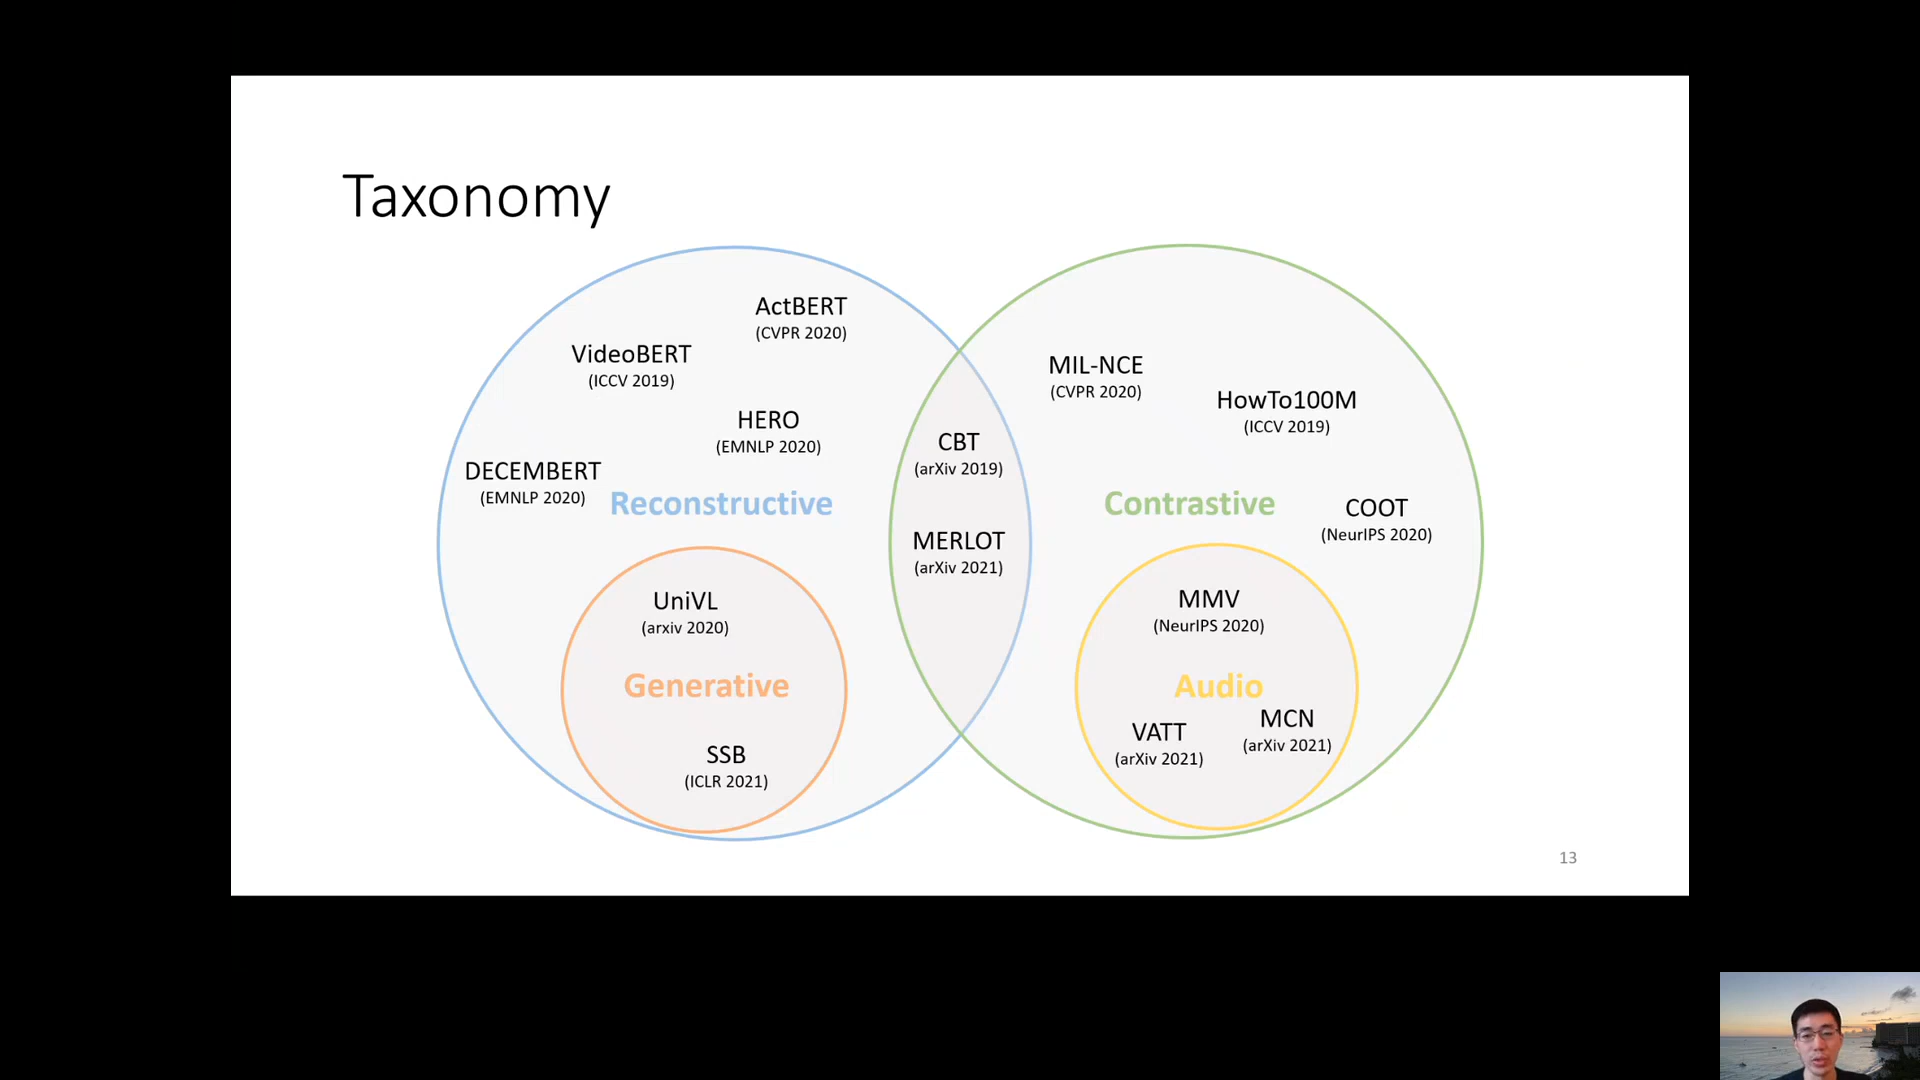 Taxonomy
ActBERT
(CVPR 2020)
VideoBERT
(ICCV 2019)
HERO
(EMNLP 2020)
DECEMBERT
(EMNLP 2020)
Reconstructive
UniVL
(arxiv 2020)
Generative
SSB
(ICLR 2021)
CBT
(arXiv 2019)
MERLOT
(arXiv 2021)
MIL-NCE
(CVPR 2020)
HowTo100M
(ICCV 2019)
Contrastive
COOT
(NeurIPS 2020)
MMV
(NeurIPS 2020)
Audio
VATT
(arXiv 2021)
MCN
(arXiv 2021)
13